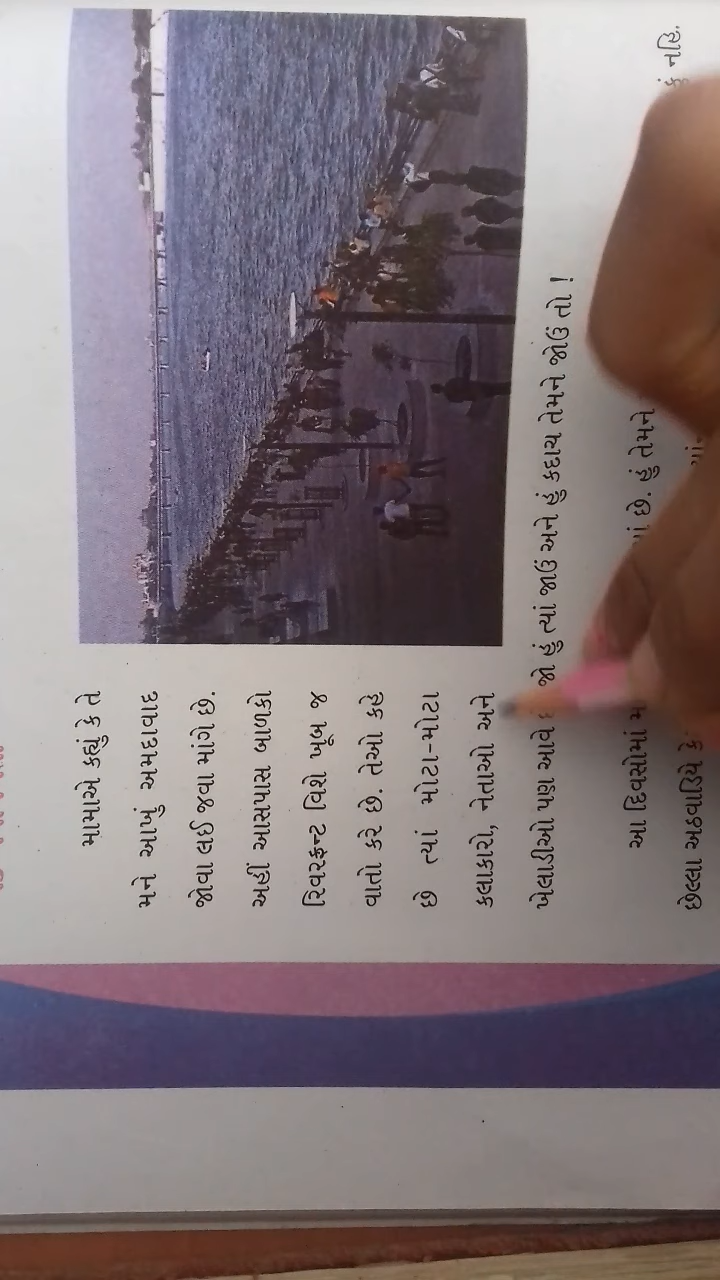 મામાએ કહ્યું કે તે
મને આખું અમદાવાદ
જોવા લઈ જવા માંગે છે.
અહીં આસપાસ બાળકો
રિવરફ્રન્ટ વિશે ખૂબ જ
વાતો કરે છે. તેઓ કહે
છે ત્યાં મોટા-મોટા
કલાકારો, નેતાઓ અને
ખેલાડીઓ પણ આવે જો હું ત્યાં જાઉં અને હું કદાચ તેમને જોઉં તો !
આ દિવસોમાં છે. હું તેમને
છેલ્લા અઠવાડિયે નહિ.